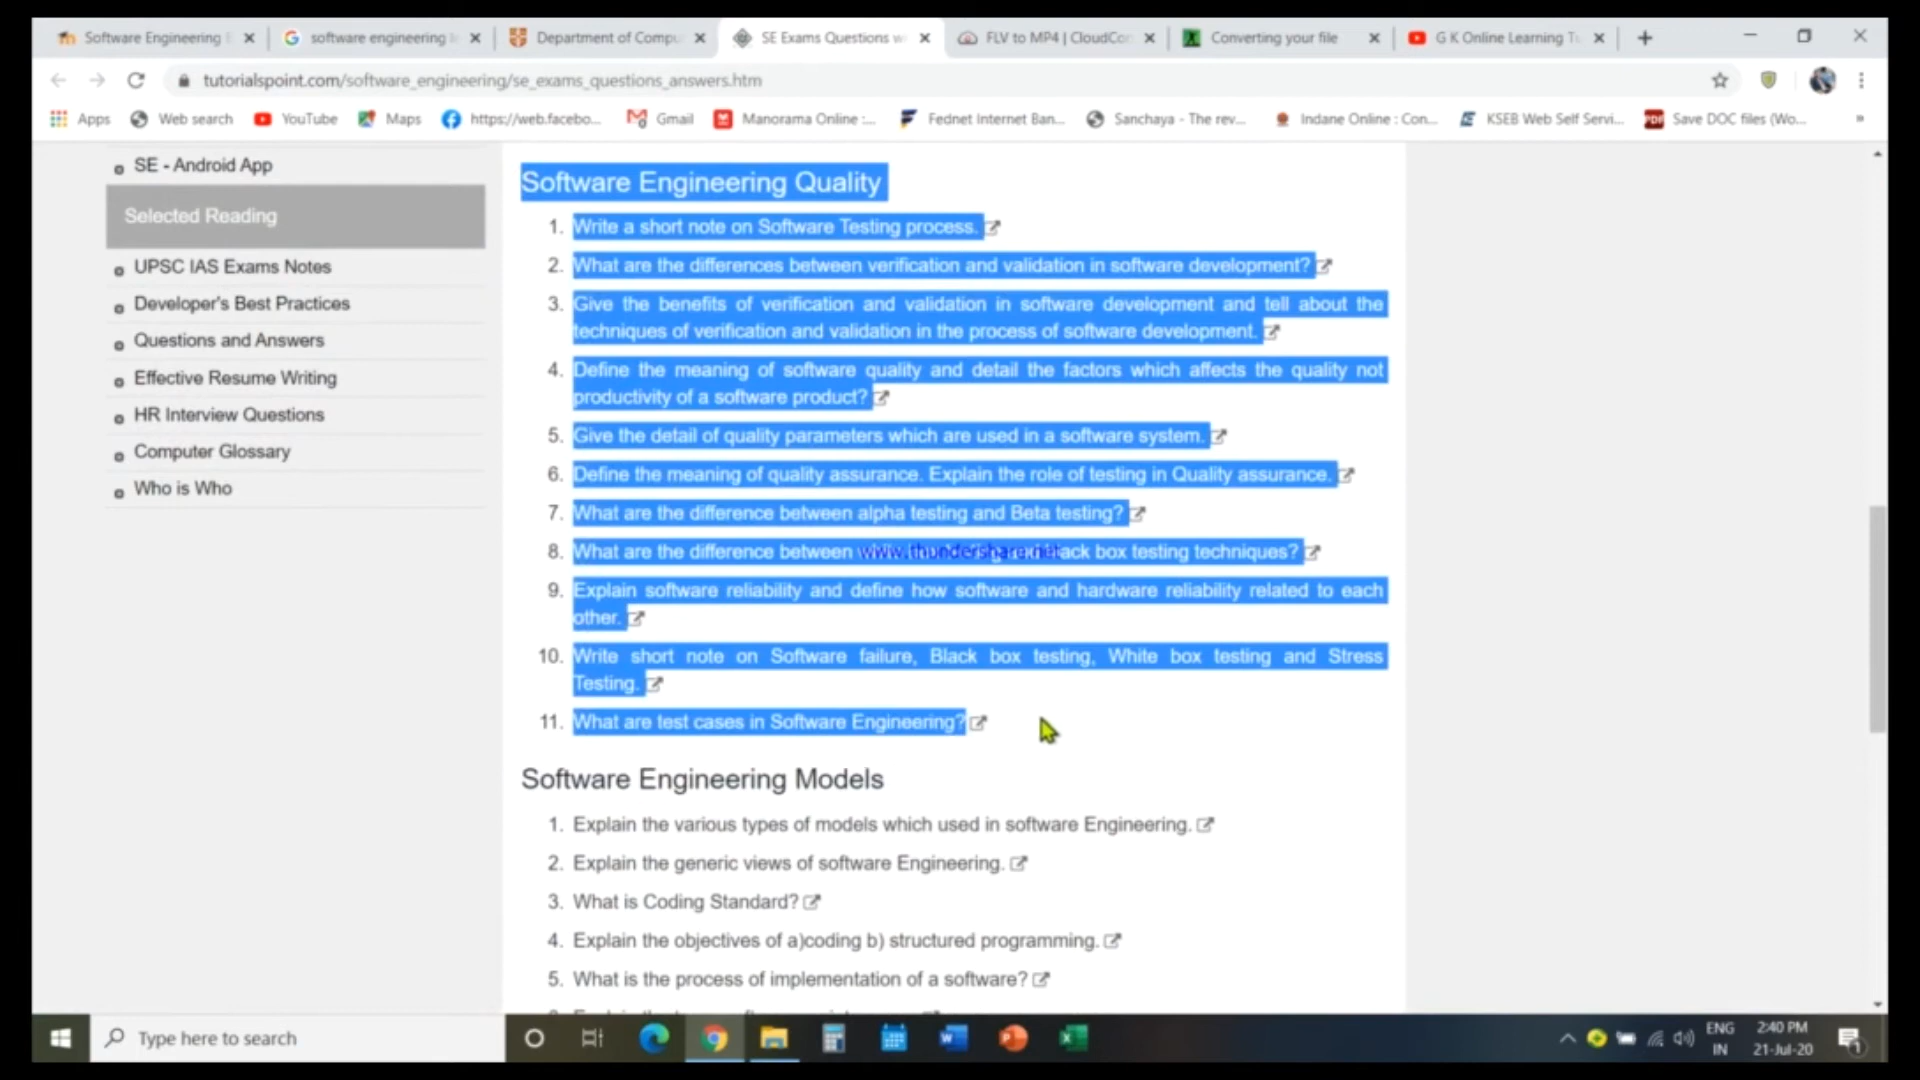 Software Engineering E
software engineering
Department of Compu
SE Exams Questions w
FLV to MP4 | CloudCo
Converting your file
G K Online Learning T
tutorialspoint.com/software_engineering/se_exams_questions_answers.htm
Apps
Web search
YouTube
Maps
https://web.facebo...
Gmail
Manorama Online :...
Fednet Internet Ban...
Sanchaya - The rev...
Indane Online : Con...
KSEB Web Self Servi...
PDF
Save DOC files (Wo...
»
SE - Android App
Selected Reading
UPSC IAS Exams Notes
Developer's Best Practices
Questions and Answers
Effective Resume Writing
HR Interview Questions
Computer Glossary
Who is Who
Software Engineering Quality
1. Write a short note on Software Testing process.
2. What are the differences between verification and validation in software development?
3. Give the benefits of verification and validation in software development and tell about the
techniques of verification and validation in the process of software development.
4. Define the meaning of software quality and detail the factors which affects the quality not
productivity of a software product?
5. Give the detail of quality parameters which are used in a software system.
6. Define the meaning of quality assurance. Explain the role of testing in Quality assurance.
7. What are the difference between alpha testing and Beta testing?
8. What are the difference between box testing techniques?
www.thundershare.net
9. Explain software reliability and define how software and hardware reliability related to each
other.
10. Write short note on Software failure, Black box testing, White box testing and Stress
Testing.
11. What are test cases in Software Engineering?
Software Engineering Models
1. Explain the various types of models which used in software Engineering.
2. Explain the generic views of software Engineering.
3. What is Coding Standard?
4. Explain the objectives of a)coding b) structured programming.
5. What is the process of implementation of a software?
Type here to search
ENG
IN
2:40 PM
21-Jul-20
1